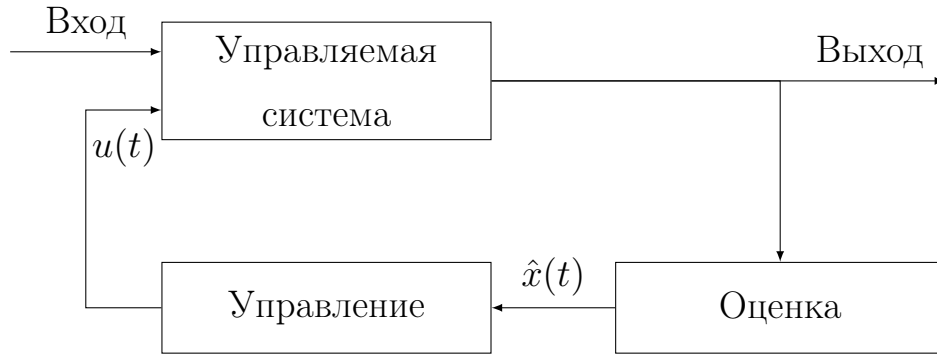 Вход
Управляемая
система
Выход
u(t)
Управление
x̂(t)
Оценка